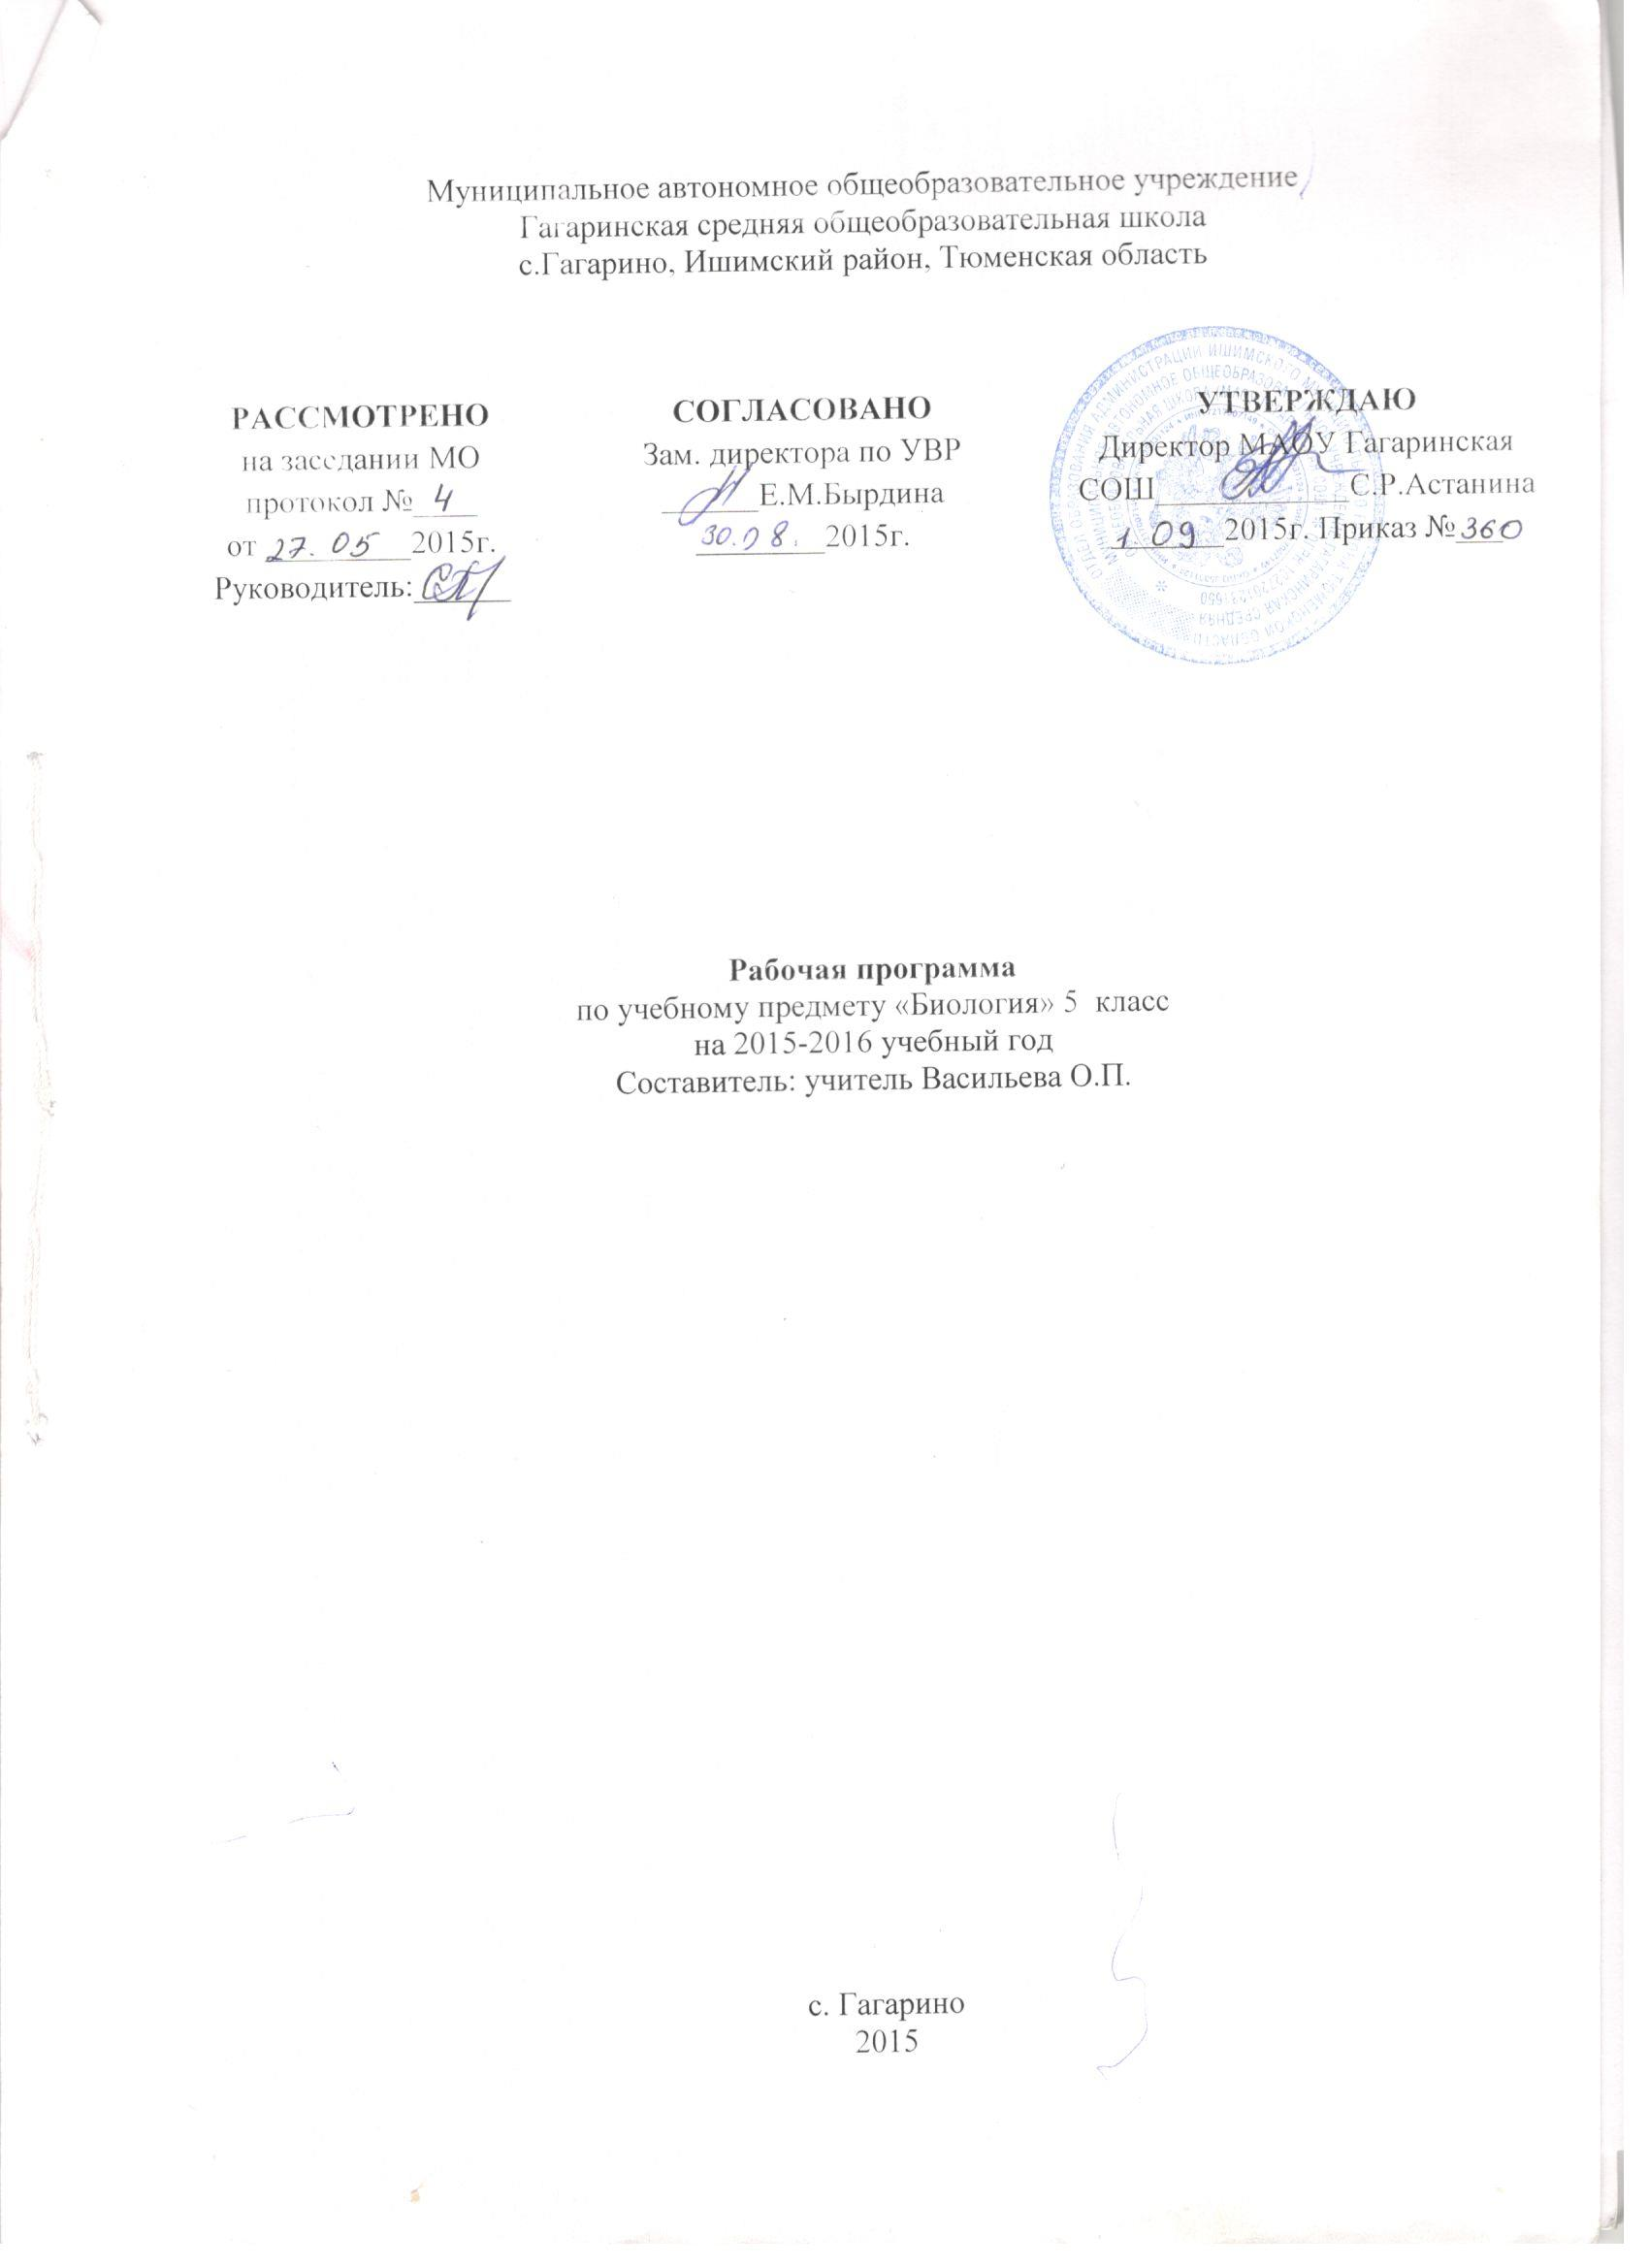 Муниципальное автономное общеобразовательное учреждение
Гагаринская средняя общеобразовательная школа
с.Гагарино, Ишимский район, Тюменская область
РАССМОТРЕНО
на заседании МО
протокол № 4
от 27. 05 2015г.
Руководитель:
СОГЛАСОВАНО
Зам. директора по УВР
Е.М.Бырдина
30.08. 2015г.
УТВЕРЖДАЮ
Директор МАОУ Гагаринская
СОШ С.Р.Астанина
1. 09 2015г. Приказ №360
Рабочая программа
по учебному предмету «Биология» 5 класс
на 2015-2016 учебный год
Составитель: учитель Васильева О.П.
с. Гагарино
2015